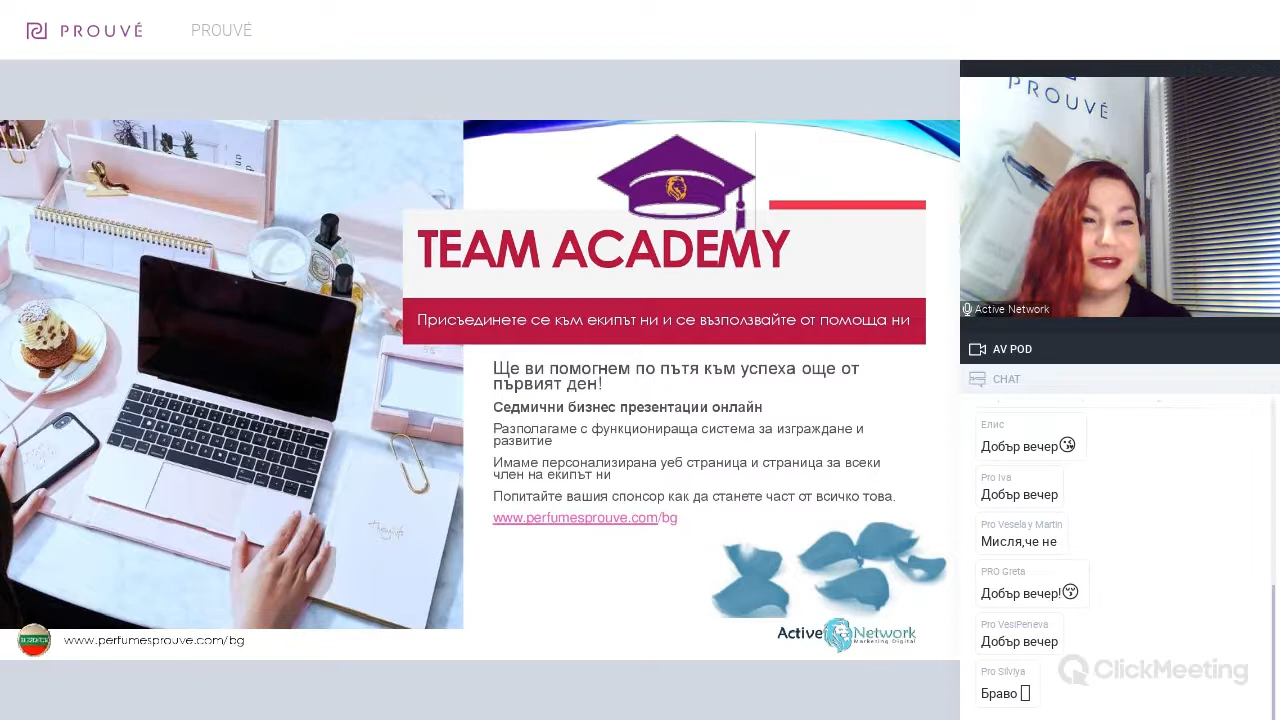 PROUVÉ
PROUVÉ
TEAM ACADEMY
Присъединете се към екипът ни и се възползвайте от помоща ни
Ще ви помогнем по пътя към успеха още от
първият ден!
Седмични бизнес презентации онлайн
Разполагаме с функционираща система за изграждане и
развитие
Имаме персонализирана уеб страница и страница за всеки
член на екипът ни
Попитайте вашия спонсор как да станете част от всичко това.
www.perfumesprouve.com/bg
www.perfumesprouve.com/bg
Active Network
Marketing Digital
PROUVÉ
Active Network
AV POD
CHAT
Елис
Добър вечер😘
Pro Iva
Добър вечер
Pro Vesela y Martin
Мисля,че не
PRO Greta
Добър вечер!😚
Pro VesiPeneva
Добър вечер
Pro Silviya
Браво
ClickMeeting